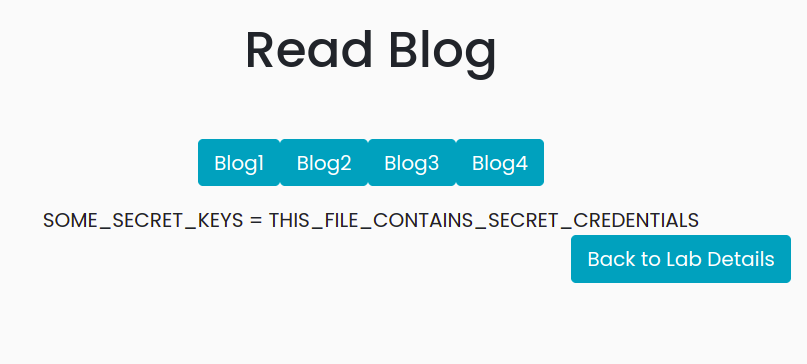 Read Blog
Blog1 Blog2 Blog3 Blog4
SOME_SECRET_KEYS = THIS_FILE_CONTAINS_SECRET_CREDENTIALS
Back to Lab Details